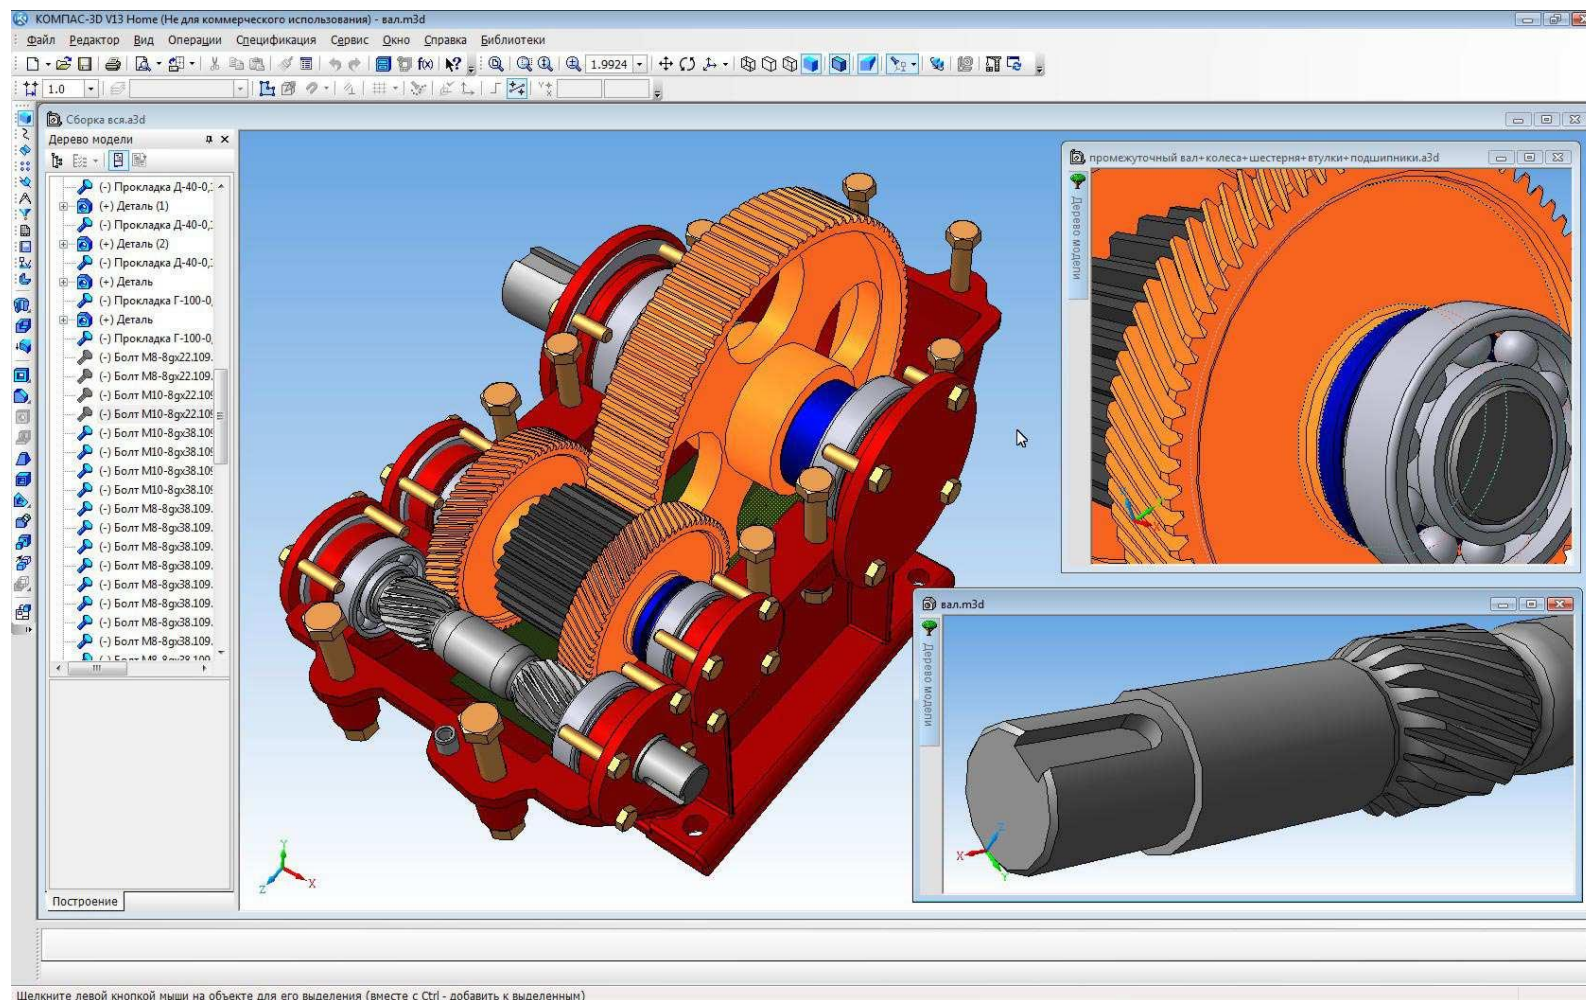 КОМПАС-3D V13 Home (Не для коммерческого использования) - вал.m3d
Файл Редактор Вид Операции Спецификация Сервис Окно Справка Библиотеки
1.9924
1.0
Сборка вся.a3d
Дерево модели
(-) Прокладка Д-40-0,
(+) Деталь (1)
(-) Прокладка Д-40-0,
(+) Деталь (2)
(-) Прокладка Д-40-0,
(+) Деталь
(-) Прокладка Г-100-0,
(+) Деталь
(-) Прокладка Г-100-0,
(-) Болт М8-8gx22.109.
(-) Болт М8-8gx22.109.
(-) Болт М10-8gx22.109
(-) Болт М10-8gx22.109
(-) Болт М10-8gx38.109
(-) Болт М10-8gx38.109
(-) Болт М10-8gx38.109
(-) Болт М10-8gx38.109
(-) Болт М8-8gx38.109.
(-) Болт М8-8gx38.109.
(-) Болт М8-8gx38.109.
(-) Болт М8-8gx38.109.
(-) Болт М8-8gx38.109.
(-) Болт М8-8gx38.109.
(-) Болт М8-8gx38.109.
(-) Болт М8-8gx38.109.
Построение
Y
Z
X
промежуточный вал+колеса+шестерня+втулки+подшипники.a3d
Дерево модели
X
вал.m3d
Дерево модели
Z
X
Y
Щелкните левой кнопкой мыши на объекте для его выделения (вместе с Ctrl - добавить к выделенным)